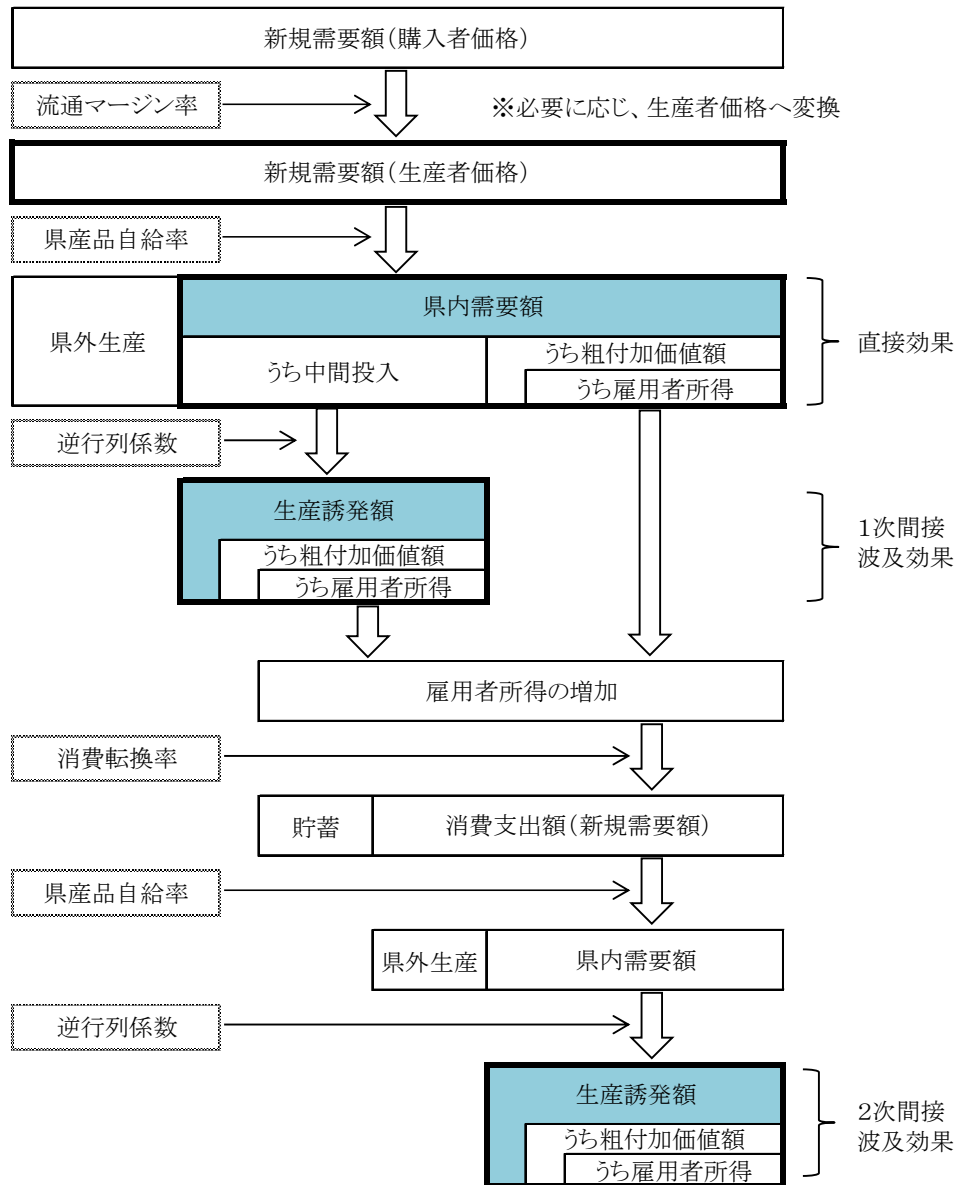 新規需要額(購入者価格)
流通マージン率
※必要に応じ、生産者価格へ変換
新規需要額(生産者価格)
県産品自給率
県外生産
県内需要額
うち中間投入
うち粗付加価値額
うち雇用者所得
直接効果
逆行列係数
生産誘発額
うち粗付加価値額
うち雇用者所得
1次間接
波及効果
雇用者所得の増加
消費転換率
貯蓄
消費支出額(新規需要額)
県産品自給率
県外生産
県内需要額
逆行列係数
生産誘発額
うち粗付加価値額
うち雇用者所得
2次間接
波及効果